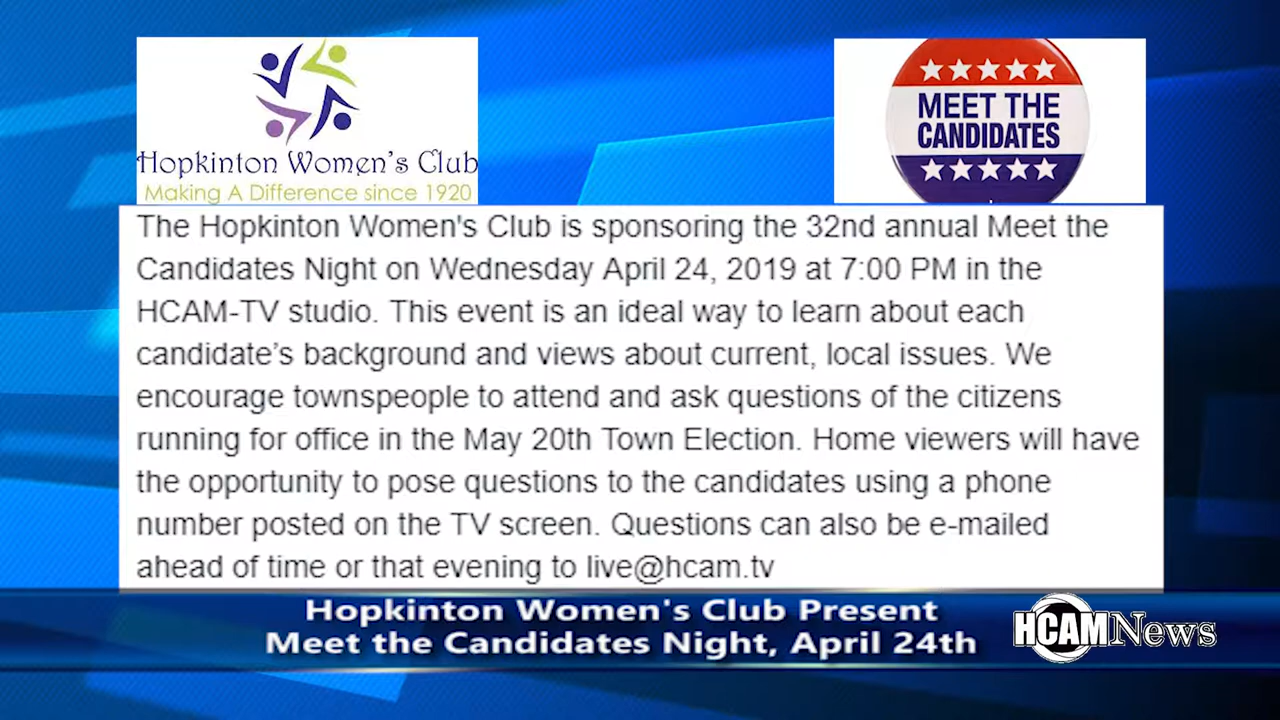 Hopkinton Women's Club
Making A Difference since 1920
MEET THE
CANDIDATES
The Hopkinton Women's Club is sponsoring the 32nd annual Meet the
Candidates Night on Wednesday April 24, 2019 at 7:00 PM in the
HCAM-TV studio. This event is an ideal way to learn about each
candidate’s background and views about current, local issues. We
encourage townspeople to attend and ask questions of the citizens
running for office in the May 20th Town Election. Home viewers will have
the opportunity to pose questions to the candidates using a phone
number posted on the TV screen. Questions can also be e-mailed
ahead of time or that evening to live@hcam.tv
Hopkinton Women's Club Present
Meet the Candidates Night, April 24th
HCAM News